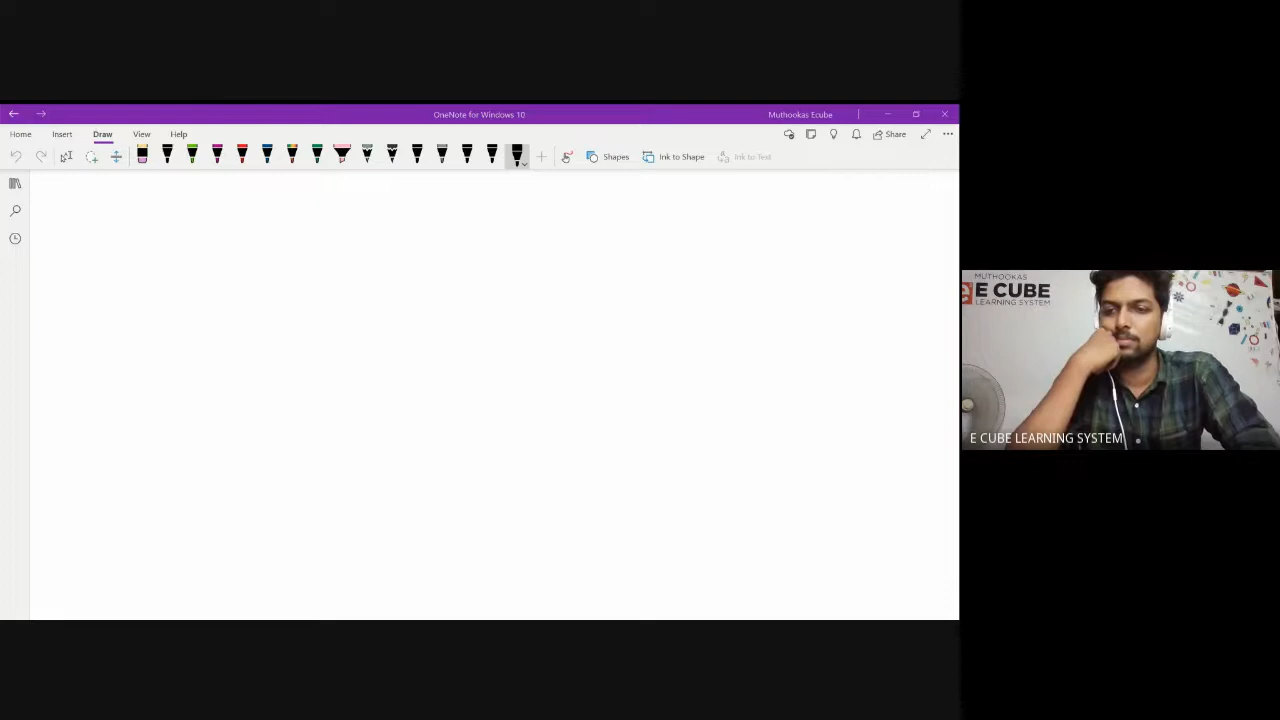 OneNote for Windows 10
Muthookas Ecube
Home Insert Draw View Help
Share
Shapes Ink to Shape Ink to Text
MUTHOOKAS
E CUBE
LEARNING SYSTEM
E CUBE LEARNING SYSTEM